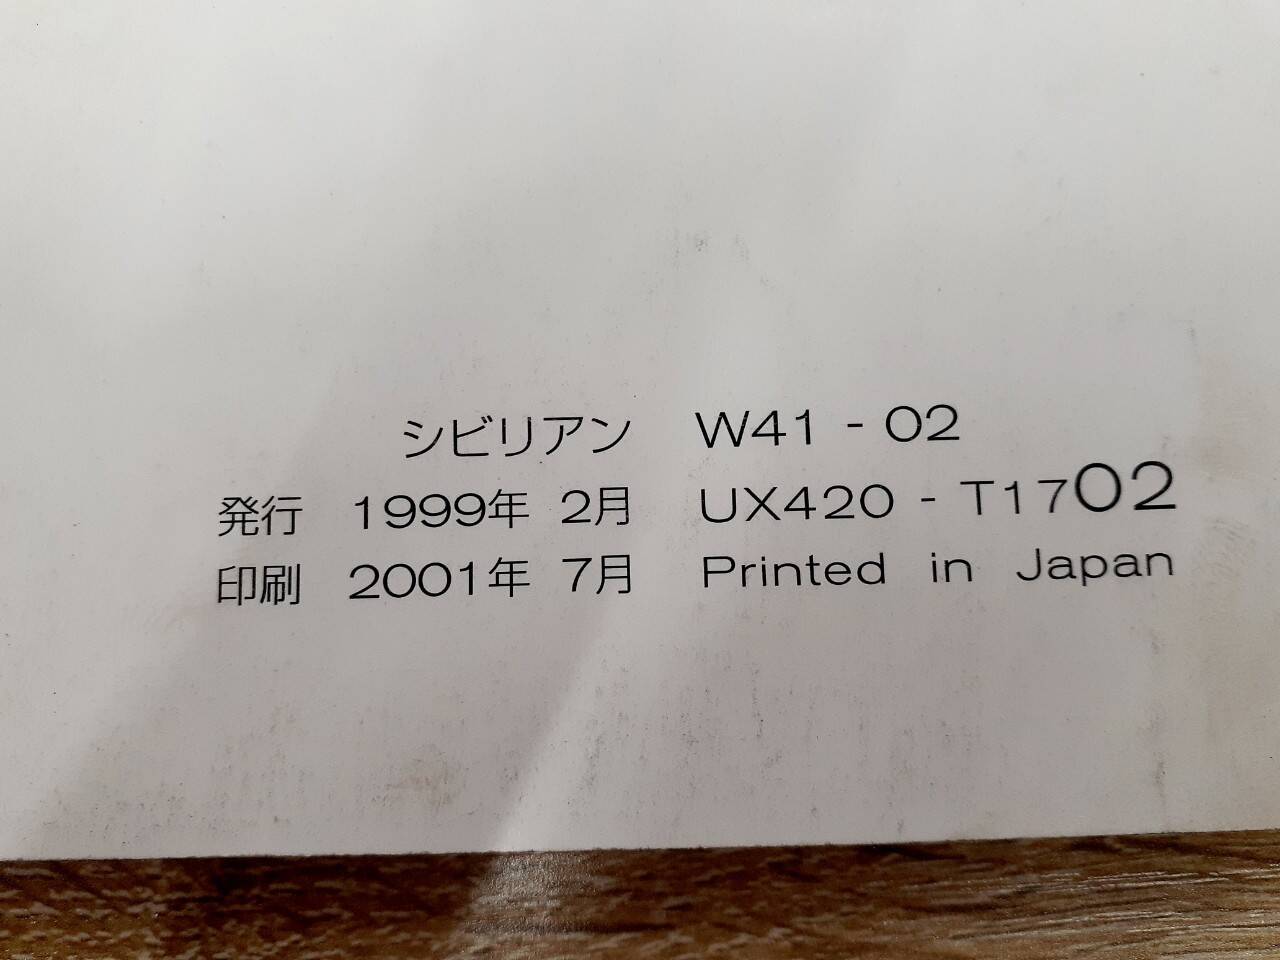 シビリアン W41 - 02
発行 1999年 2月 UX420 - T1702
印刷 2001年 7月 Printed in Japan